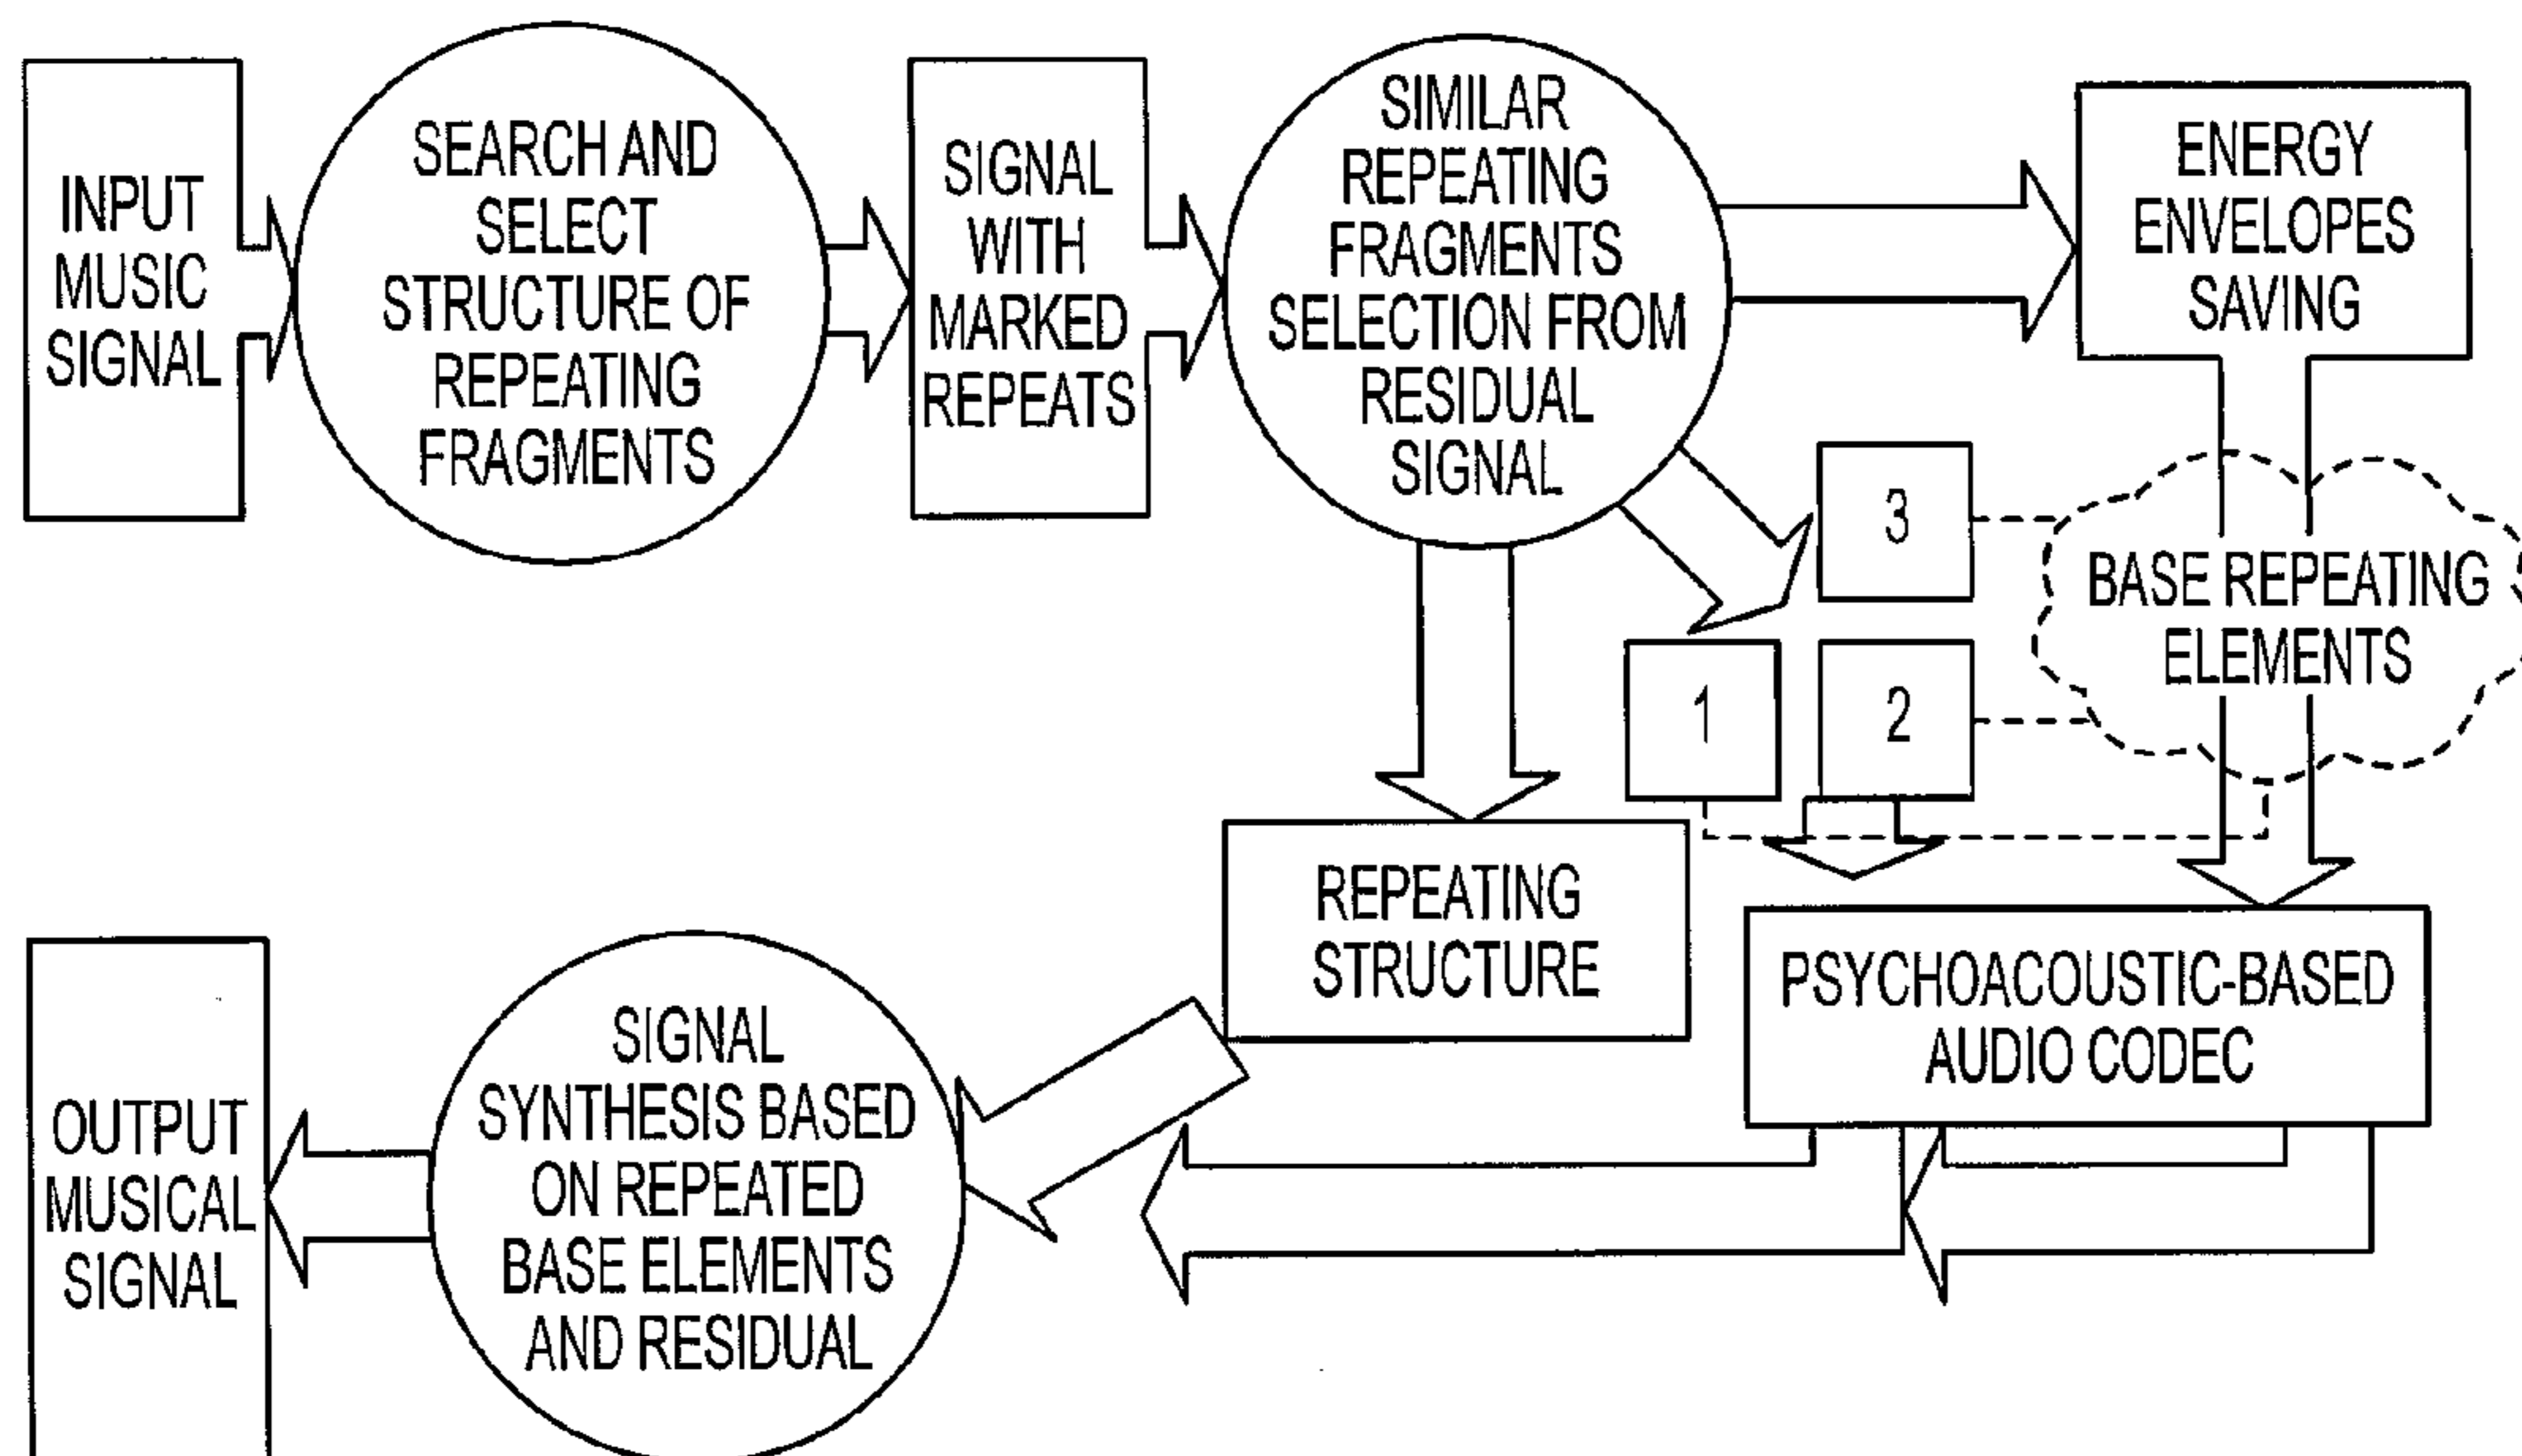 INPUT
MUSIC
SIGNAL
SEARCH AND
SELECT
STRUCTURE OF
REPEATING
FRAGMENTS
SIGNAL
WITH
MARKED
REPEATS
SIMILAR
REPEATING
FRAGMENTS
SELECTION FROM
RESIDUAL
SIGNAL
ENERGY
ENVELOPES
SAVING
3
BASE REPEATING
ELEMENTS
1
2
REPEATING
STRUCTURE
PSYCHOACOUSTIC-BASED
AUDIO CODEC
SIGNAL
SYNTHESIS BASED
ON REPEATED
BASE ELEMENTS
AND RESIDUAL
OUTPUT
MUSICAL
SIGNAL